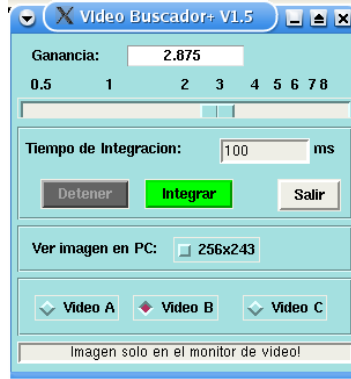 Video Buscador+ V1.5
Ganancia: 2.875
0.5 1 2 3 4 5 6 7 8
Tiempo de Integracion: 100 ms
Detener Integrar Salir
Ver imagen en PC: 256x243
Video A Video B Video C
Imagen solo en el monitor de video!